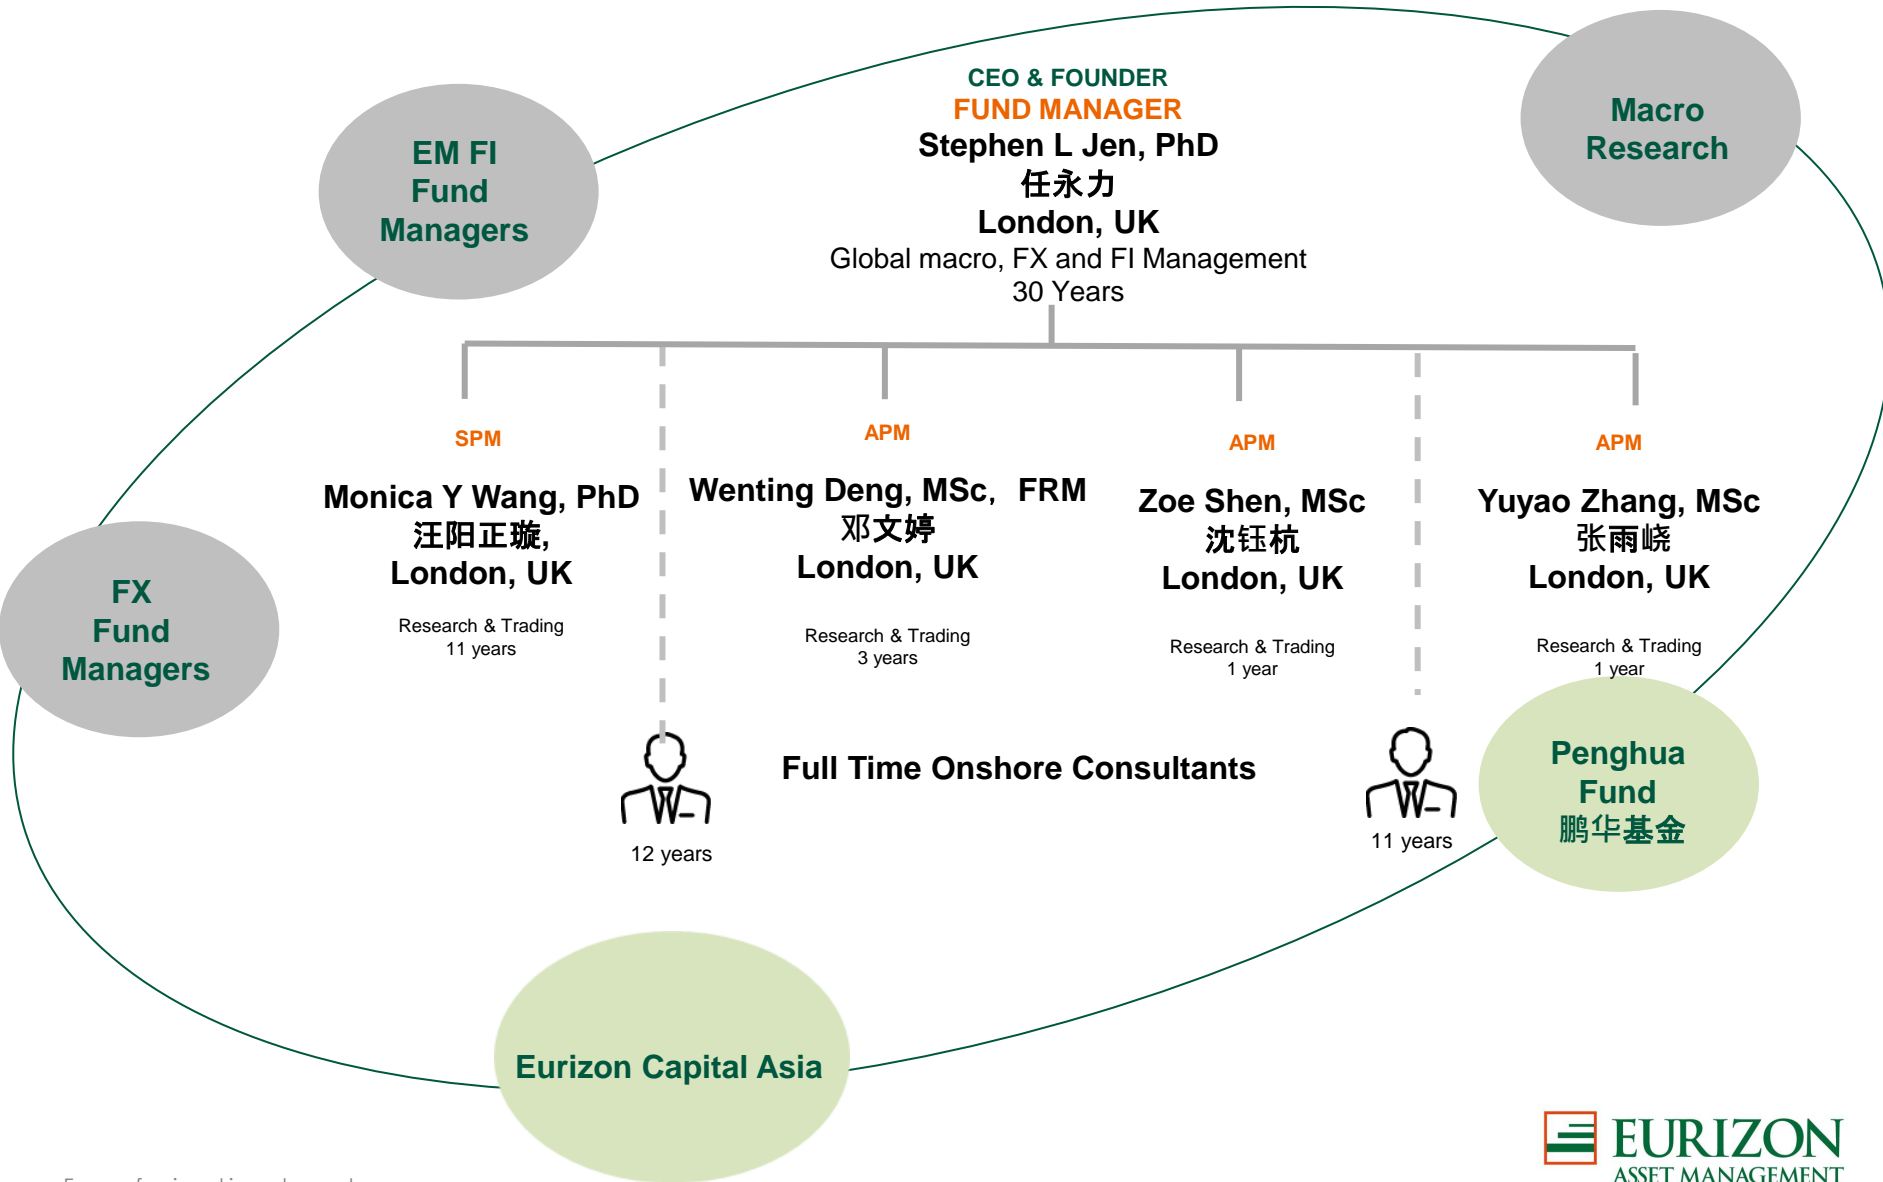 CEO & FOUNDER
FUND MANAGER
Stephen L Jen, PhD
任永力
London, UK
Global macro, FX and FI Management
30 Years
EM FI
Fund
Managers
Macro
Research
SPM
Monica Y Wang, PhD
汪阳正璇,
London, UK
Research & Trading
11 years
APM
Wenting Deng, MSc, FRM
邓文婷
London, UK
Research & Trading
3 years
APM
Zoe Shen, MSc
沈钰杭
London, UK
Research & Trading
1 year
APM
Yuyao Zhang, MSc
张雨峣
London, UK
Research & Trading
1 year
FX
Fund
Managers
Full Time Onshore Consultants
12 years
11 years
Penghua
Fund
鹏华基金
Eurizon Capital Asia
EURIZON
ASSET MANAGEMENT